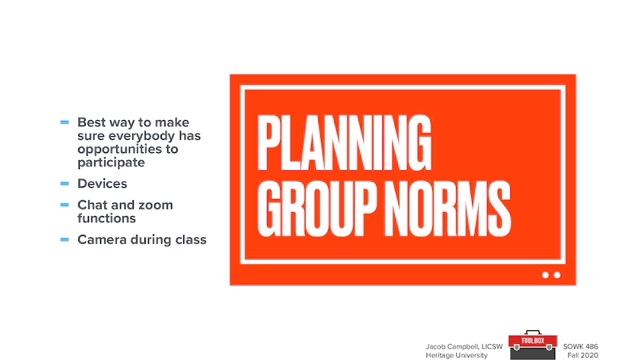 Best way to make
sure everybody has
opportunities to
participate
Devices
Chat and zoom
functions
Camera during class
PLANNING
GROUP NORMS
Jacob Campbell, LICSW
Heritage University
TOOLBOX
SOWK 486
Fall 2020